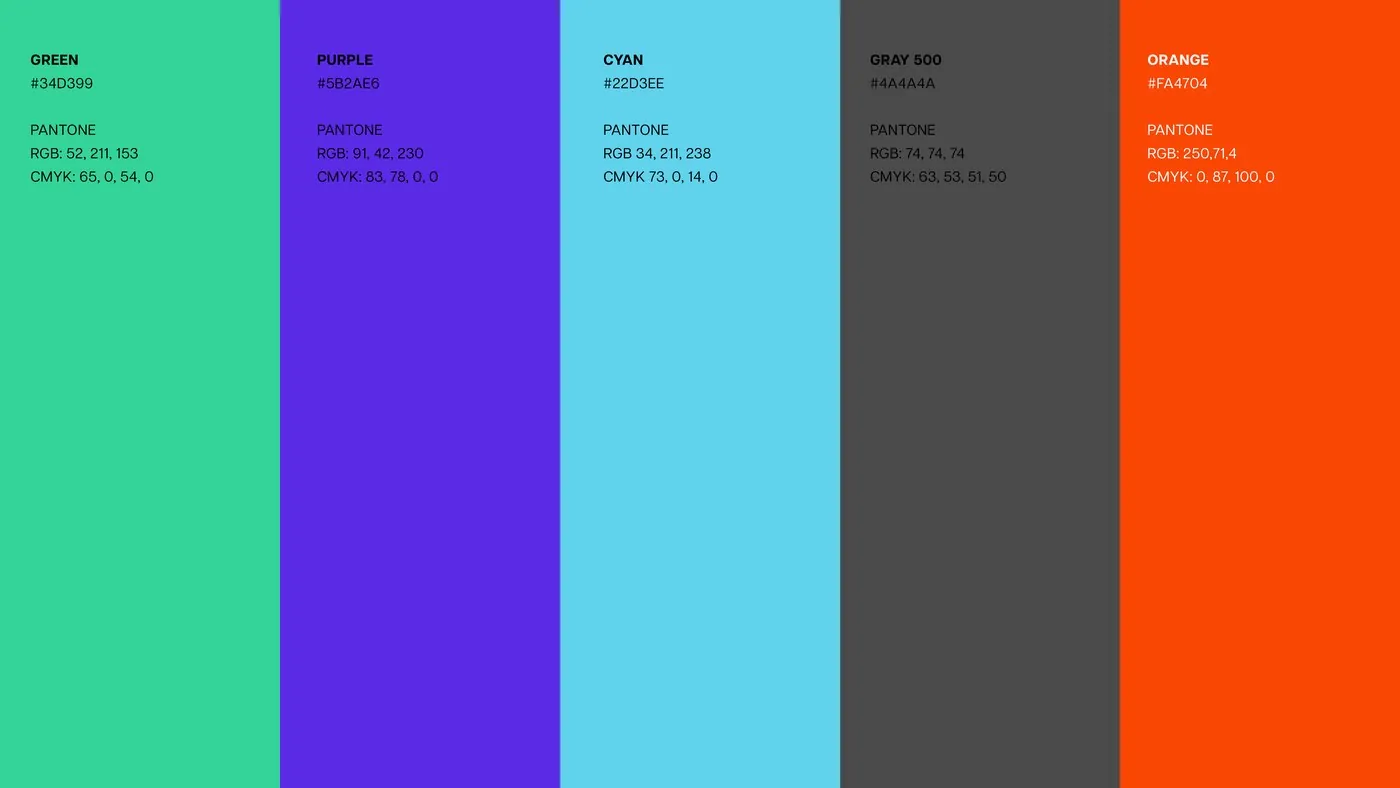 GREEN
#34D399
PANTONE
RGB: 52, 211, 153
CMYK: 65, 0, 54, 0
PURPLE
#5B2AE6
PANTONE
RGB: 91, 42, 230
CMYK: 83, 78, 0, 0
CYAN
#22D3EE
PANTONE
RGB 34, 211, 238
CMYK 73, 0, 14, 0
GRAY 500
#4A4A4A
PANTONE
RGB: 74, 74, 74
CMYK: 63, 53, 51, 50
ORANGE
#FA4704
PANTONE
RGB: 250,71,4
CMYK: 0, 87, 100, 0